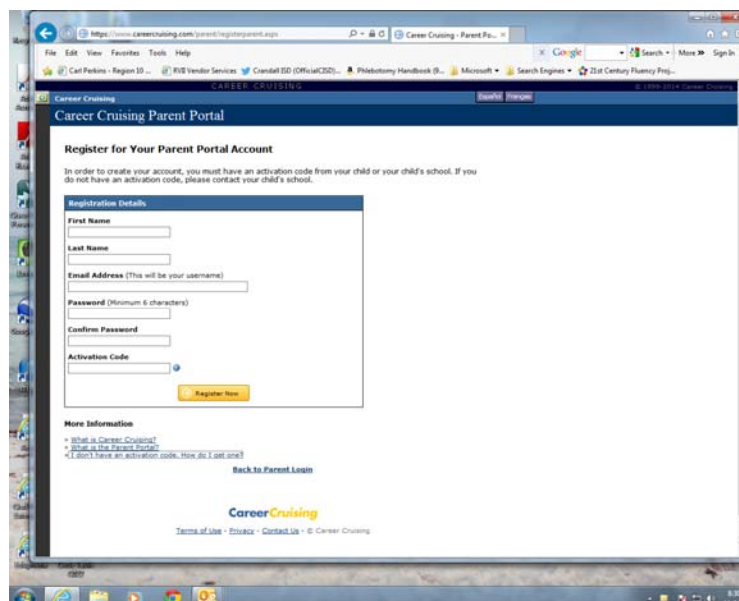 https://www.careercruising.com/parent/registerparent.aspx
Career Cruising - Parent Po...
File Edit View Favorites Tools Help
Google
Search
More
Sign In
Carl Perkins - Region 10 ...
RVB Vendor Services
Crandall ISD (OfficialCISD)...
Phlebotomy Handbook (9...
Microsoft
Search Engines
21st Century Fluency Proj...
CAREER CRUISING
© 1999-2014 Career Cruising
Career Cruising
Español Français
Career Cruising Parent Portal
Register for Your Parent Portal Account
In order to create your account, you must have an activation code from your child or your child's school. If you
do not have an activation code, please contact your child's school.
Registration Details
First Name
Last Name
Email Address (This will be your username)
Password (Minimum 6 characters)
Confirm Password
Activation Code
Register Now
More Information
» What is Career Cruising?
» What is the Parent Portal?
» I don't have an activation code. How do I get one?
Back to Parent Login
CareerCruising
Terms of Use - Privacy - Contact Us - © Career Cruising